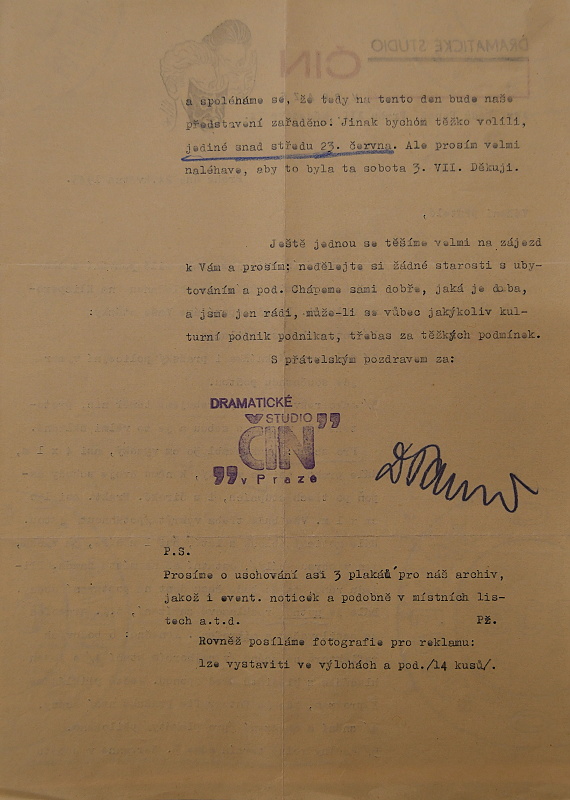 a spoléháme se, že tedy na tento den bude naše
představení zařaděno! Jinak bychom těžko volili,
jedině snad středu 23. června. Ale prosím velmi
naléhavě, aby to byla ta sobota 3. VII. Děkuji.
Ještě jednou se těšíme velmi na zájezd
k Vám a prosím: nedělejte si žádné starosti s uby-
továním a pod. Chápeme sami dobře, jaká je doba,
a jsme jen rádi, může-li se vůbec jakýkoliv kul-
turní podnik podnikat, třebas za těžkých podmínek.
S přátelským pozdravem za:
DRAMATICKÉ
STUDIO
„ČIN”
v Praze
P.S.
Prosíme o uschování asi 3 plakátů pro náš archiv,
jakož i event. noticek a podobně v místních lis-
tech a.t.d. Pž.
Rovněž posíláme fotografie pro reklamu:
lze vystaviti ve výlohách a pod./14 kusů/.